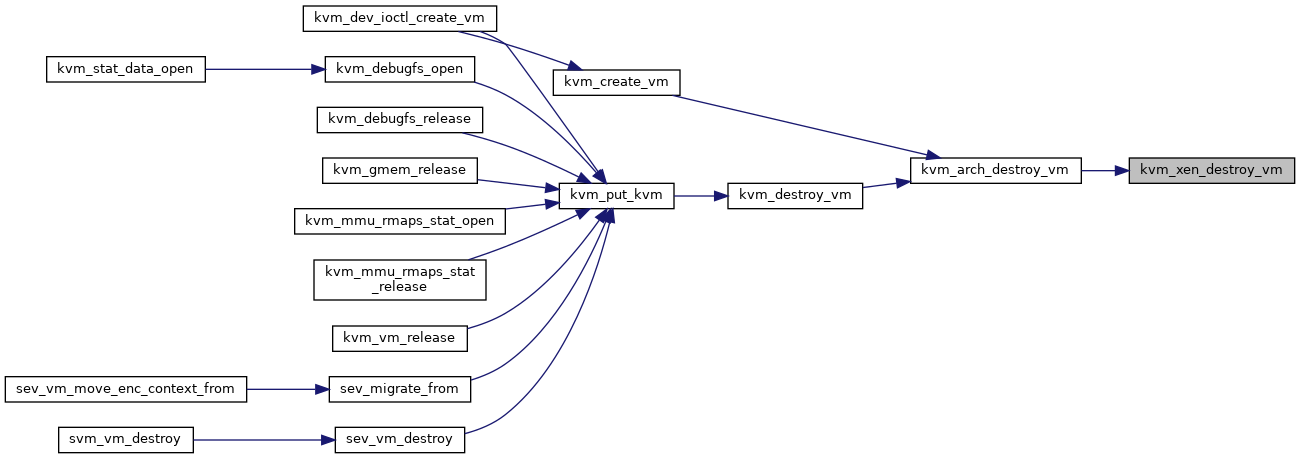 kvm_dev_ioctl_create_vm
kvm_stat_data_open
kvm_debugfs_open
kvm_create_vm
kvm_debugfs_release
kvm_gmem_release
kvm_arch_destroy_vm
kvm_xen_destroy_vm
kvm_put_kvm
kvm_destroy_vm
kvm_mmu_rmaps_stat_open
kvm_mmu_rmaps_stat
_release
kvm_vm_release
sev_vm_move_enc_context_from
sev_migrate_from
svm_vm_destroy
sev_vm_destroy